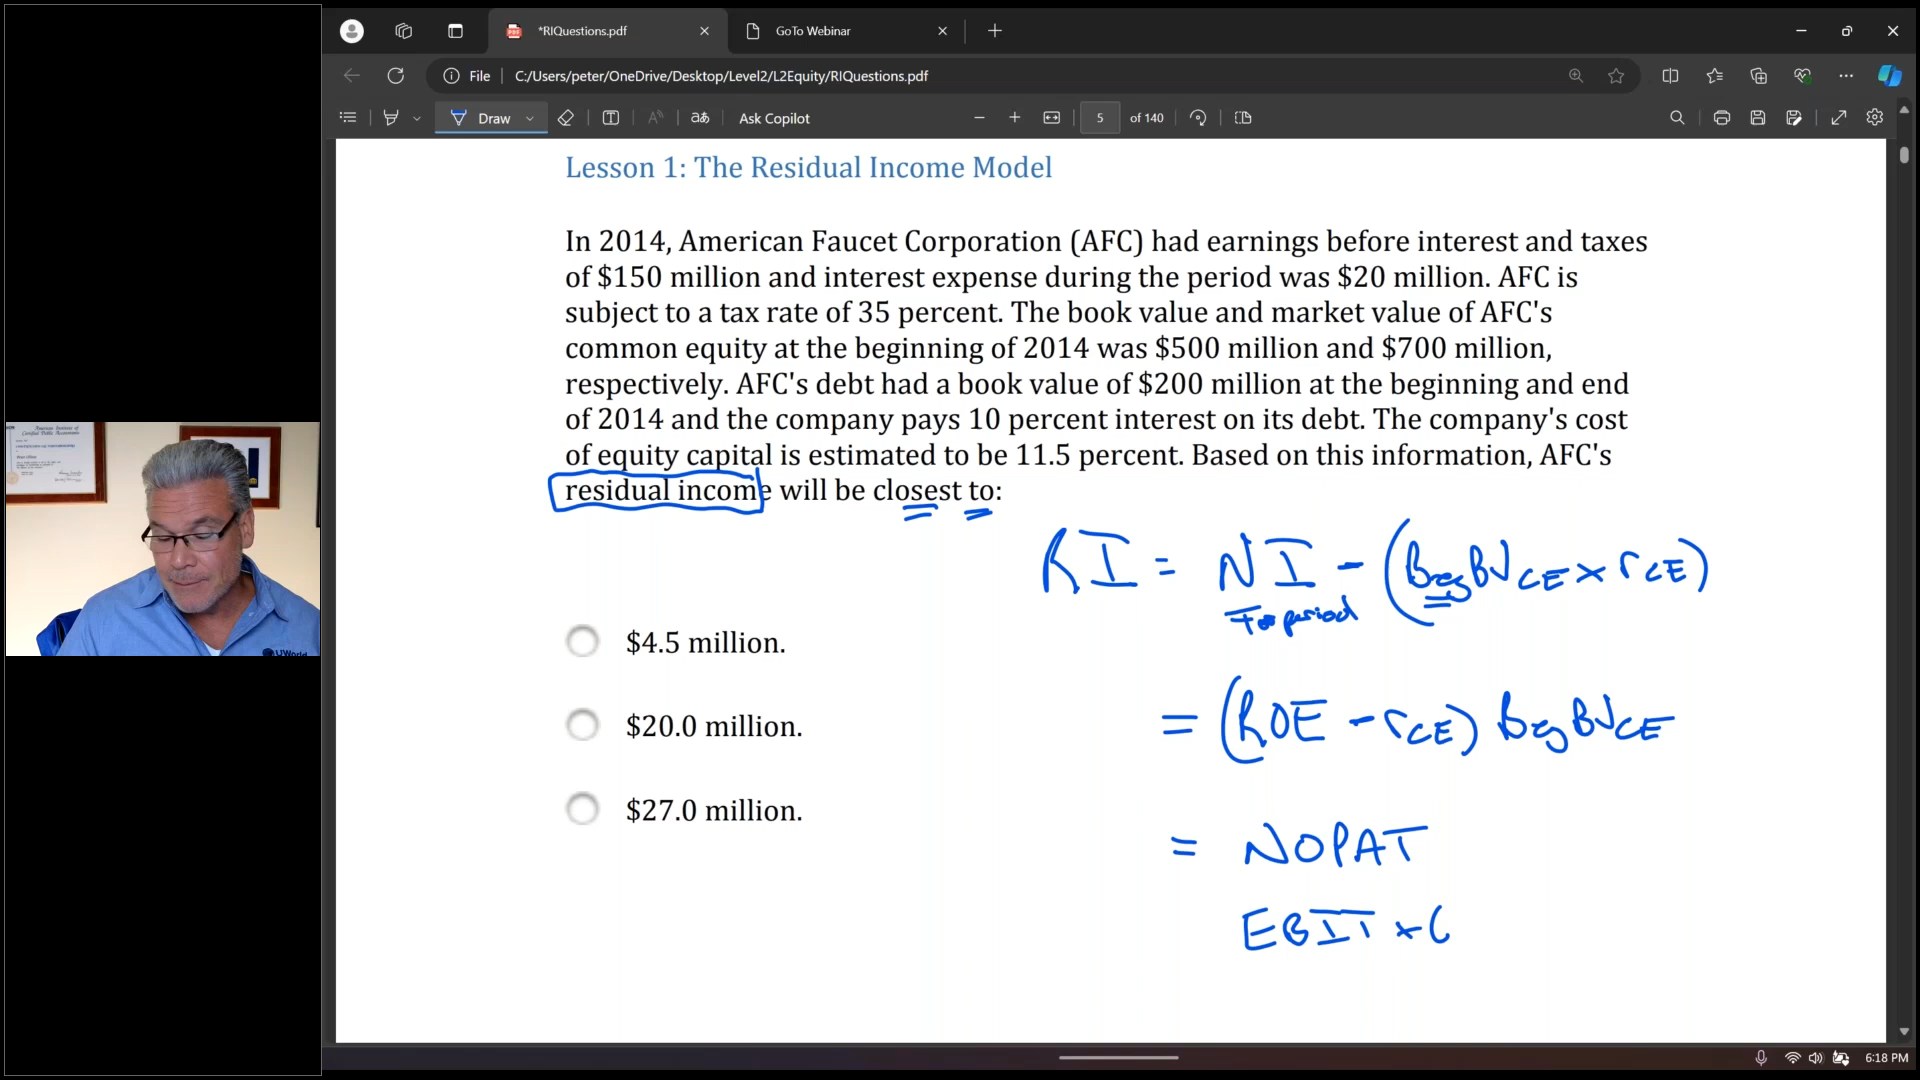 *RIQuestions.pdf
GoTo Webinar
File
C:/Users/peter/OneDrive/Desktop/Level2/L2Equity/RIQuestions.pdf
Draw
Ask Copilot
5
of 140
Lesson 1: The Residual Income Model
In 2014, American Faucet Corporation (AFC) had earnings before interest and taxes
of $150 million and interest expense during the period was $20 million. AFC is
subject to a tax rate of 35 percent. The book value and market value of AFC's
common equity at the beginning of 2014 was $500 million and $700 million,
respectively. AFC's debt had a book value of $200 million at the beginning and end
of 2014 and the company pays 10 percent interest on its debt. The company's cost
of equity capital is estimated to be 11.5 percent. Based on this information, AFC's
residual income will be closest to:
RI = NI - (BegBVCE x rCE)
For period
$4.5 million.
= (ROE - rCE) BegBVCE
$20.0 million.
$27.0 million.
= NOPAT
EBIT x (
UWorld
6:18 PM